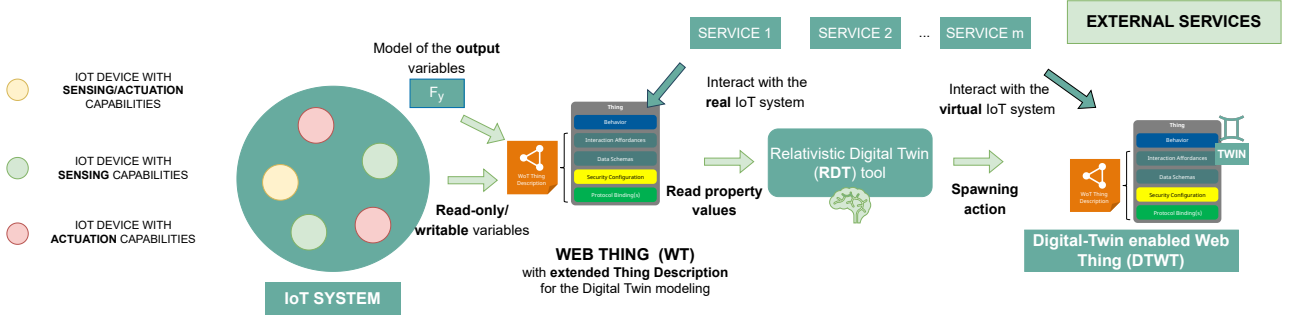 IOT DEVICE WITH
SENSING/ACTUATION
CAPABILITIES
IOT DEVICE WITH
SENSING CAPABILITIES
IOT DEVICE WITH
ACTUATION CAPABILITIES
IoT SYSTEM
Model of the output
variables
Fy
Read-only/
writable variables
WoT Thing
Description
Thing
Behavior
Interaction Affordances
Data Schemas
Security Configuration
Protocol Binding(s)
WEB THING (WT)
with extended Thing Description
for the Digital Twin modeling
SERVICE 1
SERVICE 2
...
SERVICE m
EXTERNAL SERVICES
Interact with the
real IoT system
Read property
values
Relativistic Digital Twin
(RDT) tool
Interact with the
virtual IoT system
Spawning
action
WoT Thing
Description
Thing
Behavior
Interaction Affordances
Data Schemas
Security Configuration
Protocol Binding(s)
TWIN
Digital-Twin enabled Web
Thing (DTWT)